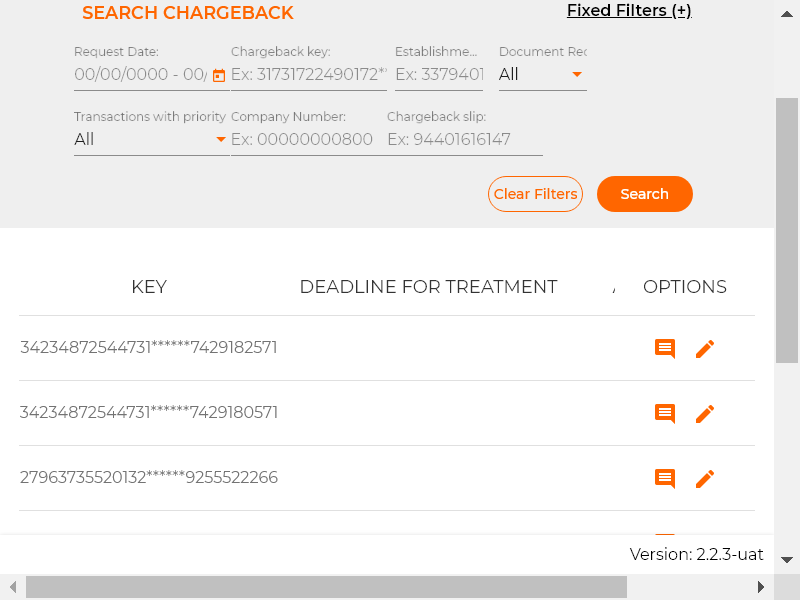 SEARCH CHARGEBACK
Fixed Filters (+)
Request Date:
Chargeback key:
Establishme...
Document Rec
00/00/0000 - 00/
Ex: 31731722490172**
Ex: 3379401
All
Transactions with priority
Company Number:
Chargeback slip:
All
Ex: 00000000800
Ex: 94401616147
Clear Filters
Search
KEY
DEADLINE FOR TREATMENT
OPTIONS
34234872544731******7429182571
34234872544731******7429180571
27963735520132******9255522266
Version: 2.2.3-uat